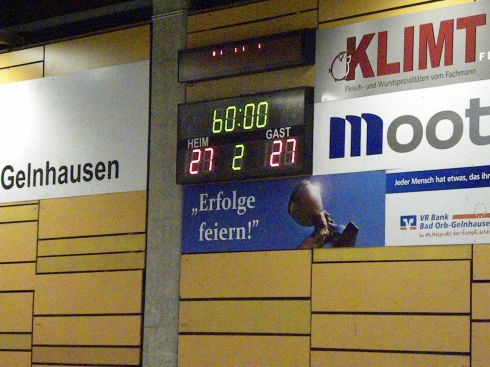 KLIMT
Fleisch- und Wurstspezialitäten vom Fachmann
60:00
HEIM
GAST
27 2 27
moot
Gelnhausen
Jeder Mensch hat etwas, das ihn
„Erfolge
feiern!”
VR Bank
Bad Orb-Gelnhause